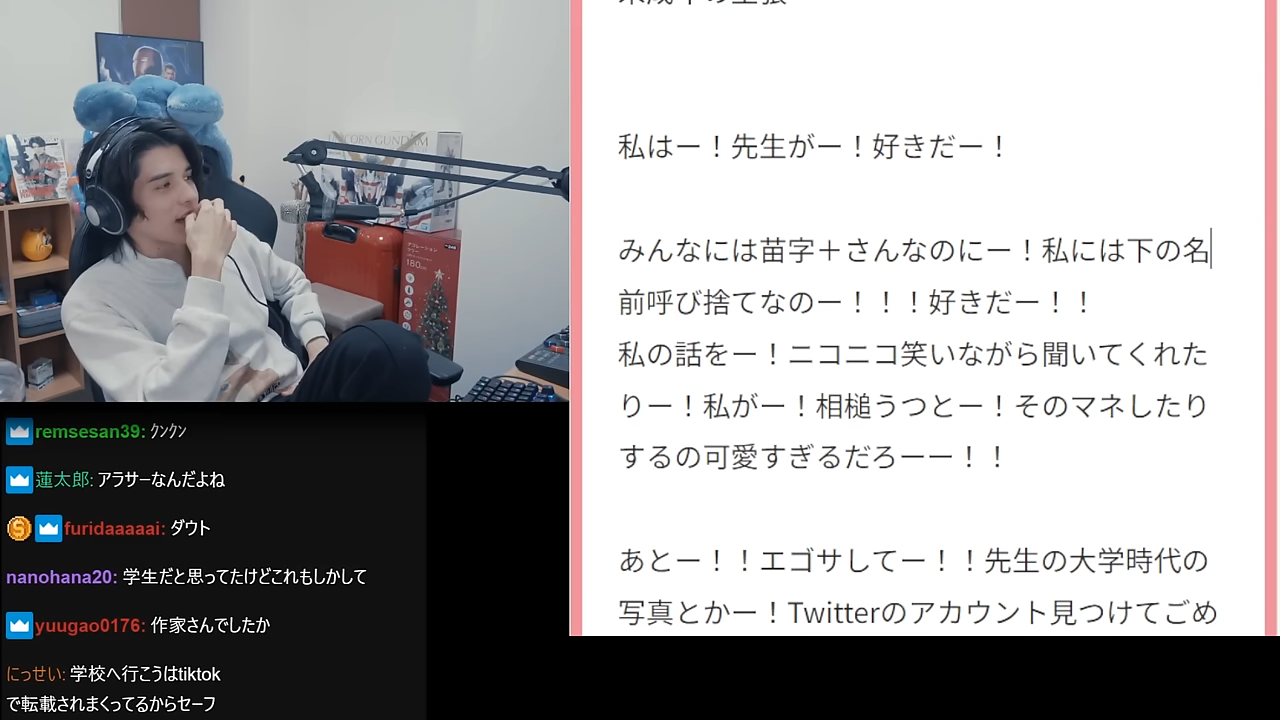 未成年の主張
私はー！先生がー！好きだー！
みんなには苗字＋さんなのにー！私には下の名
前呼び捨てなのー！！！好きだー！！
私の話をー！ニコニコ笑いながら聞いてくれた
りー！私がー！相槌うつとー！そのマネしたり
するの可愛すぎるだろーー！！
あとー！！エゴサしてー！！先生の大学時代の
写真とかー！Twitterのアカウント見つけてごめ
UNICORN GUNDAM
180
remsesan39: ｸﾝｸﾝ
蓮太郎: アラサーなんだよね
furidaaaaai: ダウト
nanohana20: 学生だと思ってたけどこれもしかして
yuugao0176: 作家さんでしたか
にっせい: 学校へ行こうはtiktok
で転載されまくってるからセーフ